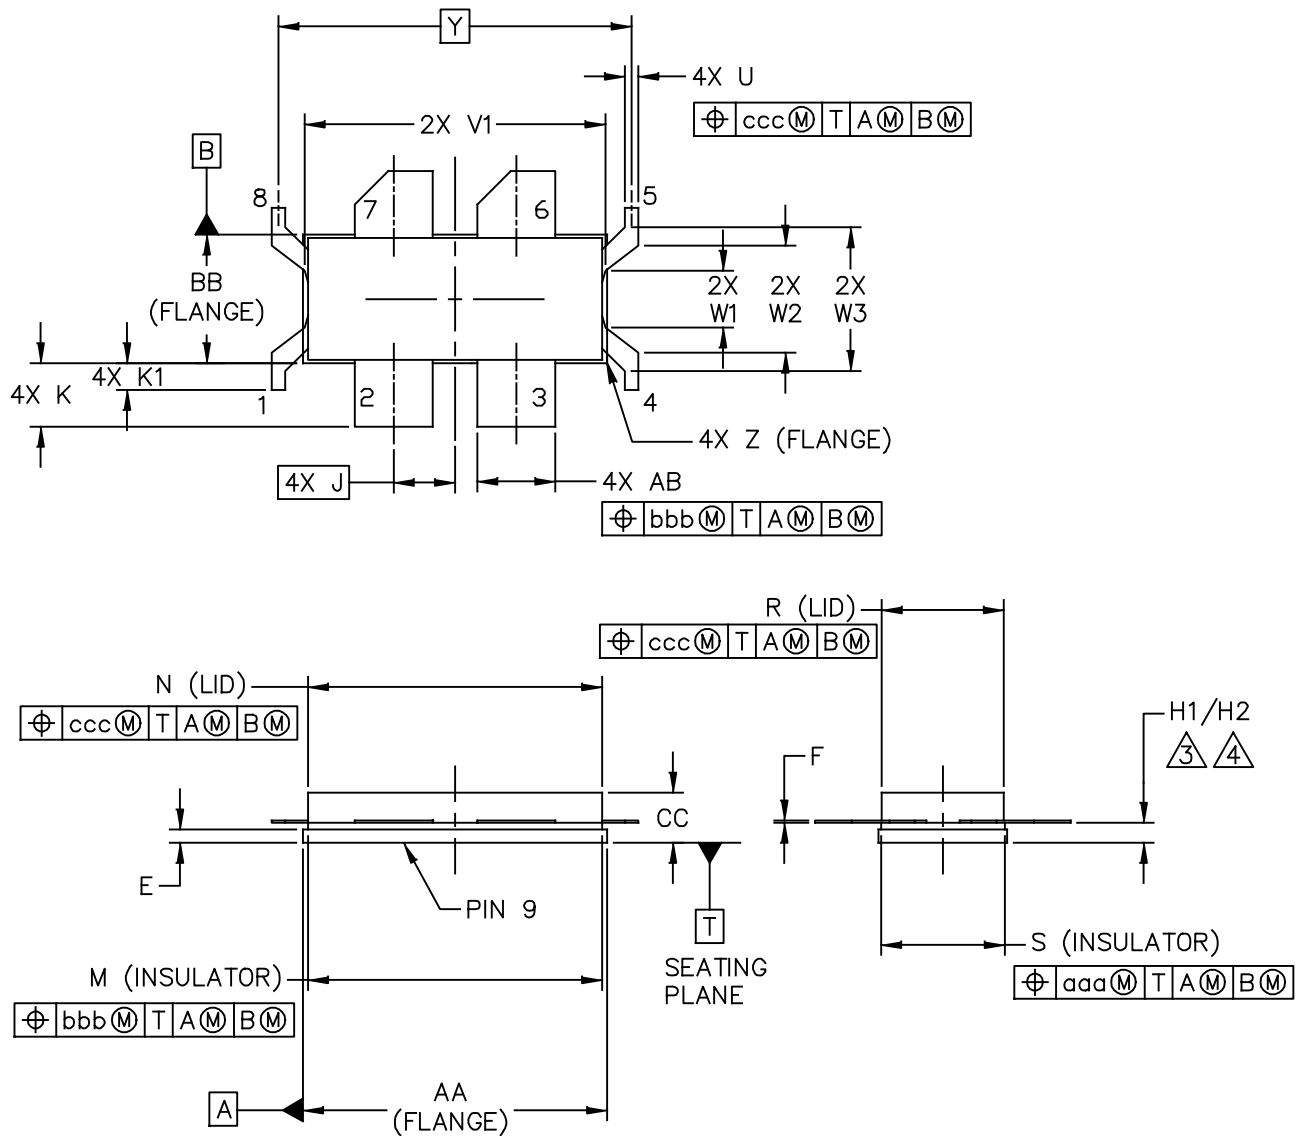 Y
4X U
⌖ ccc Ⓜ T A Ⓜ B Ⓜ
2X V1
B
8
7
6
5
BB
(FLANGE)
2X
W1
2X
W2
2X
W3
4X K
4X K1
1
2
3
4
4X Z (FLANGE)
4X J
4X AB
⌖ bbb Ⓜ T A Ⓜ B Ⓜ
R (LID)
⌖ ccc Ⓜ T A Ⓜ B Ⓜ
N (LID)
⌖ ccc Ⓜ T A Ⓜ B Ⓜ
H1/H2
3 4
F
CC
E
PIN 9
T
SEATING
PLANE
S (INSULATOR)
⌖ aaa Ⓜ T A Ⓜ B Ⓜ
M (INSULATOR)
⌖ bbb Ⓜ T A Ⓜ B Ⓜ
A
AA
(FLANGE)